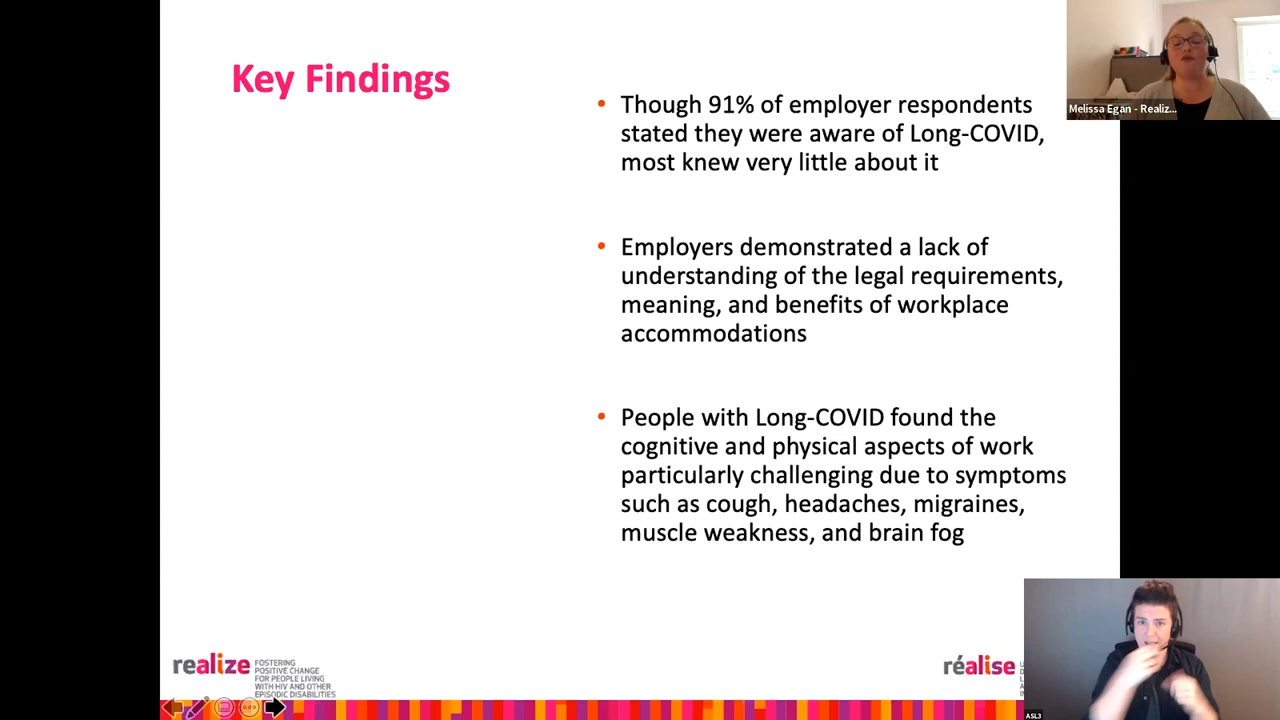 Key Findings
• Though 91% of employer respondents
stated they were aware of Long-COVID,
most knew very little about it
• Employers demonstrated a lack of
understanding of the legal requirements,
meaning, and benefits of workplace
accommodations
• People with Long-COVID found the
cognitive and physical aspects of work
particularly challenging due to symptoms
such as cough, headaches, migraines,
muscle weakness, and brain fog
Melissa Egan - Realiz...
realize
FOSTERING
POSITIVE CHANGE
FOR PEOPLE LIVING
WITH HIV AND OTHER
EPISODIC DISABILITIES
réalise
ASL3